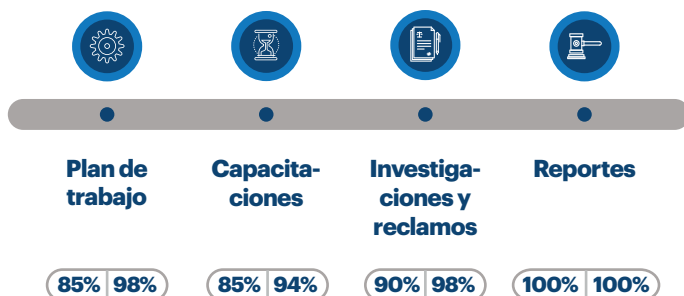 Plan de
trabajo
Capacita-
ciones
Investiga-
ciones y
reclamos
Reportes
85% 98%
85% 94%
90% 98%
100% 100%